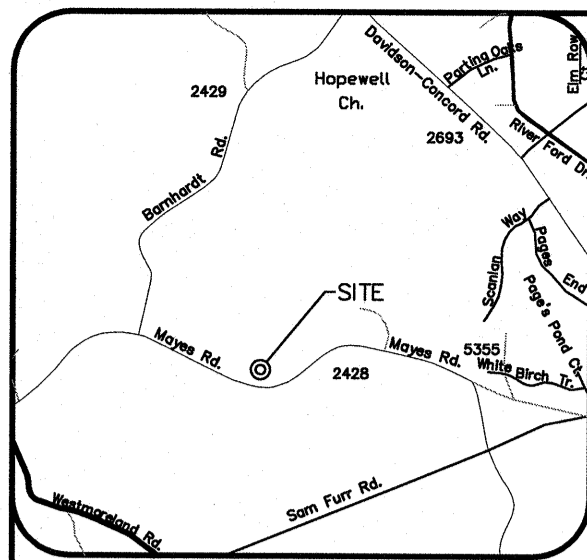 Davidson-Concord Rd.
Parting Oaks
Ln.
Elm Row
Ct.
Hopewell
Ch.
2429
2693
River Ford Dr.
Barnhardt Rd.
Scanlan Way
Pages End
Page's Pond Ct.
SITE
Mayes Rd.
Mayes Rd.
5355
2428
White Birch Tr.
Sam Furr Rd.
Westmoreland Rd.